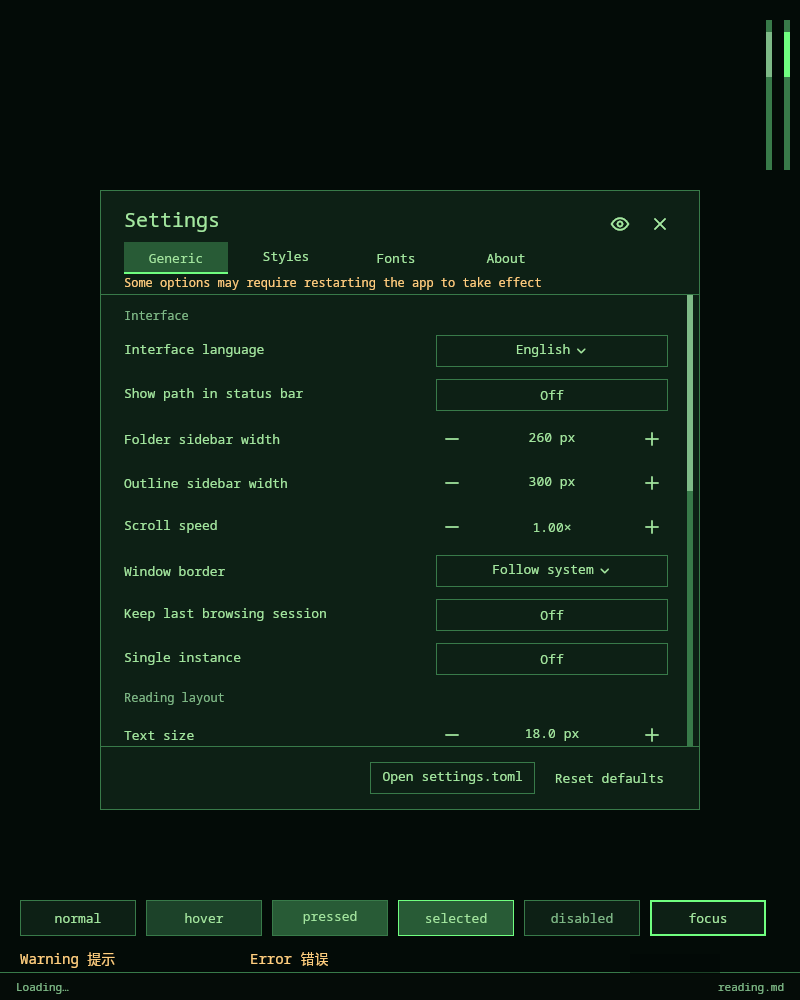 Settings
Generic Styles Fonts About
Some options may require restarting the app to take effect
Interface
Interface language English
Show path in status bar Off
Folder sidebar width 260 px
Outline sidebar width 300 px
Scroll speed 1.00×
Window border Follow system
Keep last browsing session Off
Single instance Off
Reading layout
Text size 18.0 px
Open settings.toml Reset defaults
normal hover pressed selected disabled focus
Warning 提示 Error 错误
Loading… reading.md